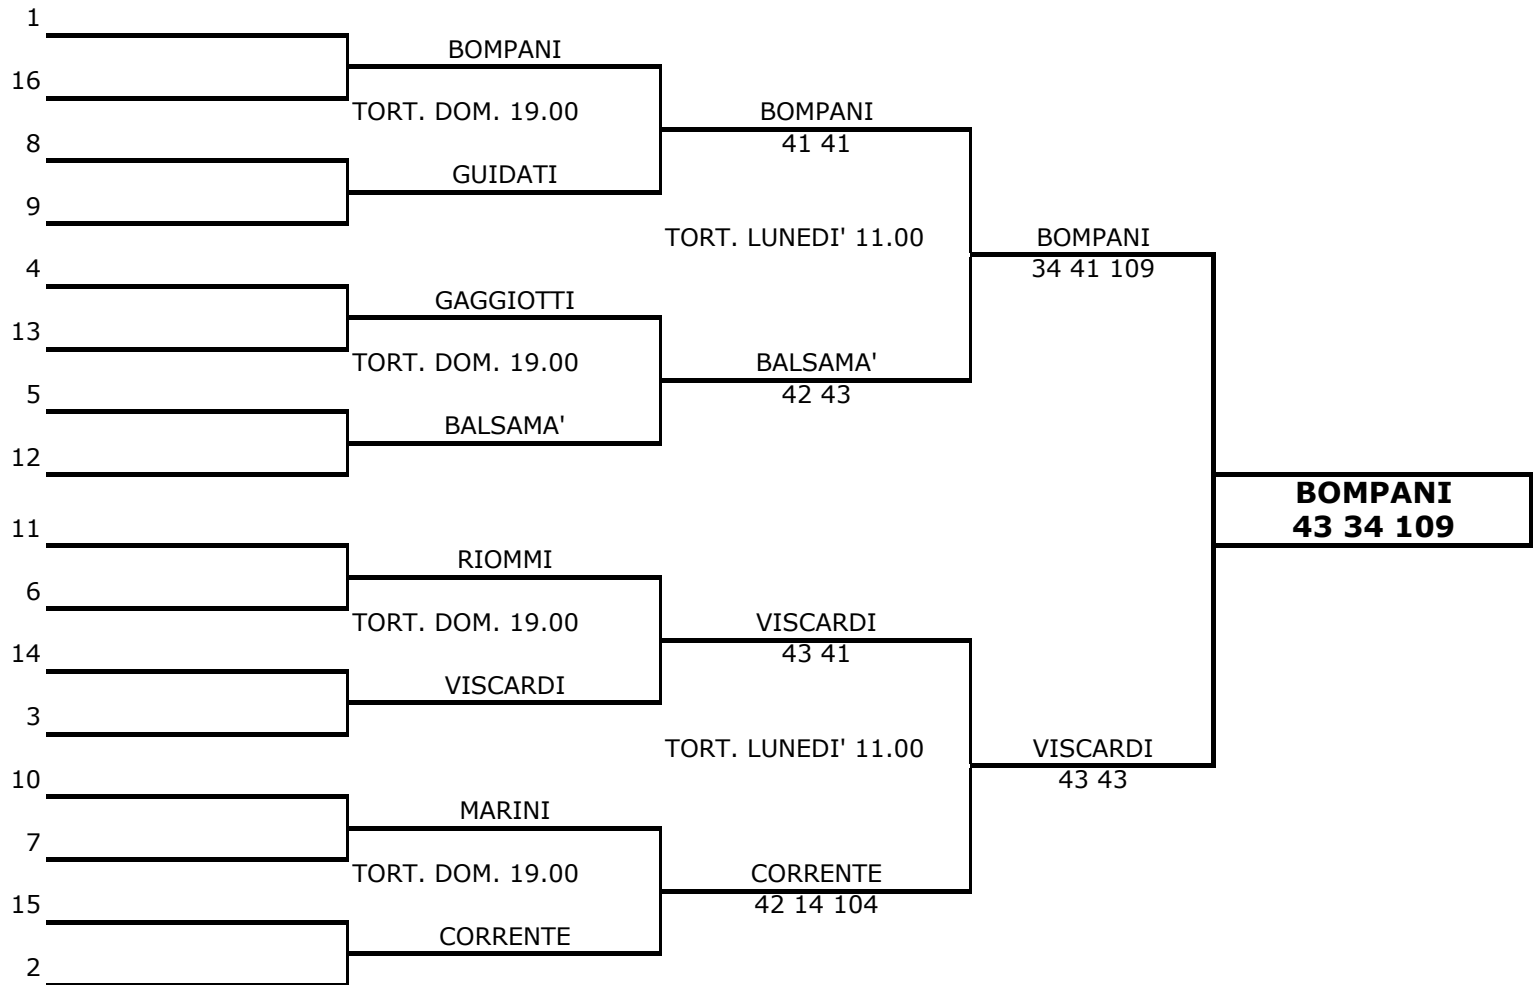 1
BOMPANI
16
TORT. DOM. 19.00
BOMPANI
8
41 41
GUIDATI
9
TORT. LUNEDI' 11.00
BOMPANI
4
34 41 109
GAGGIOTTI
13
TORT. DOM. 19.00
BALSAMA'
5
42 43
BALSAMA'
12
BOMPANI
43 34 109
11
RIOMMI
6
TORT. DOM. 19.00
VISCARDI
14
43 41
VISCARDI
3
TORT. LUNEDI' 11.00
VISCARDI
10
43 43
MARINI
7
TORT. DOM. 19.00
CORRENTE
15
42 14 104
CORRENTE
2